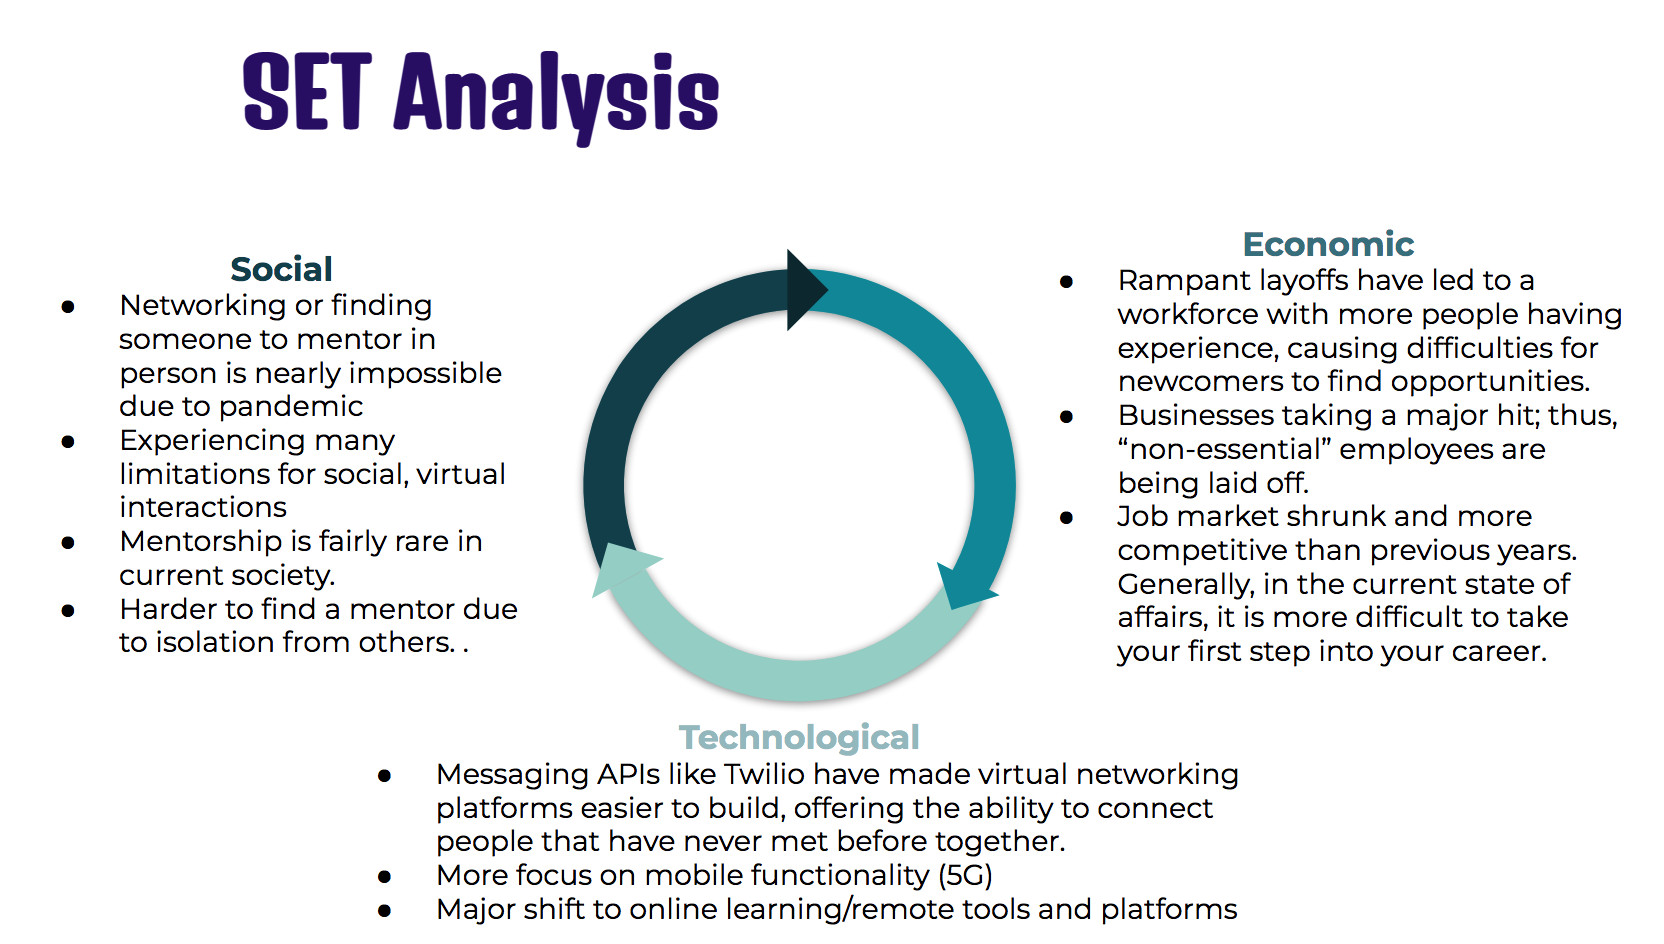 SET Analysis
Social
● Networking or finding
someone to mentor in
person is nearly impossible
due to pandemic
● Experiencing many
limitations for social, virtual
interactions
● Mentorship is fairly rare in
current society.
● Harder to find a mentor due
to isolation from others. .
Economic
● Rampant layoffs have led to a
workforce with more people having
experience, causing difficulties for
newcomers to find opportunities.
● Businesses taking a major hit; thus,
“non-essential” employees are
being laid off.
● Job market shrunk and more
competitive than previous years.
Generally, in the current state of
affairs, it is more difficult to take
your first step into your career.
Technological
● Messaging APIs like Twilio have made virtual networking
platforms easier to build, offering the ability to connect
people that have never met before together.
● More focus on mobile functionality (5G)
● Major shift to online learning/remote tools and platforms